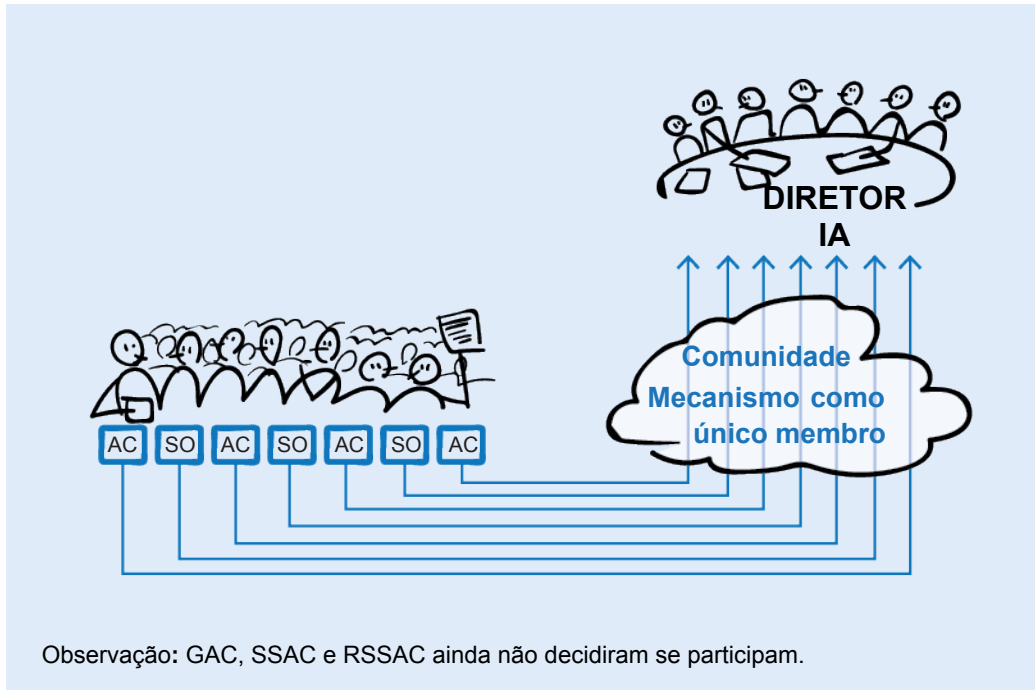 DIRETOR
IA
Comunidade
Mecanismo como
único membro
AC SO AC SO AC SO AC
Observação: GAC, SSAC e RSSAC ainda não decidiram se participam.